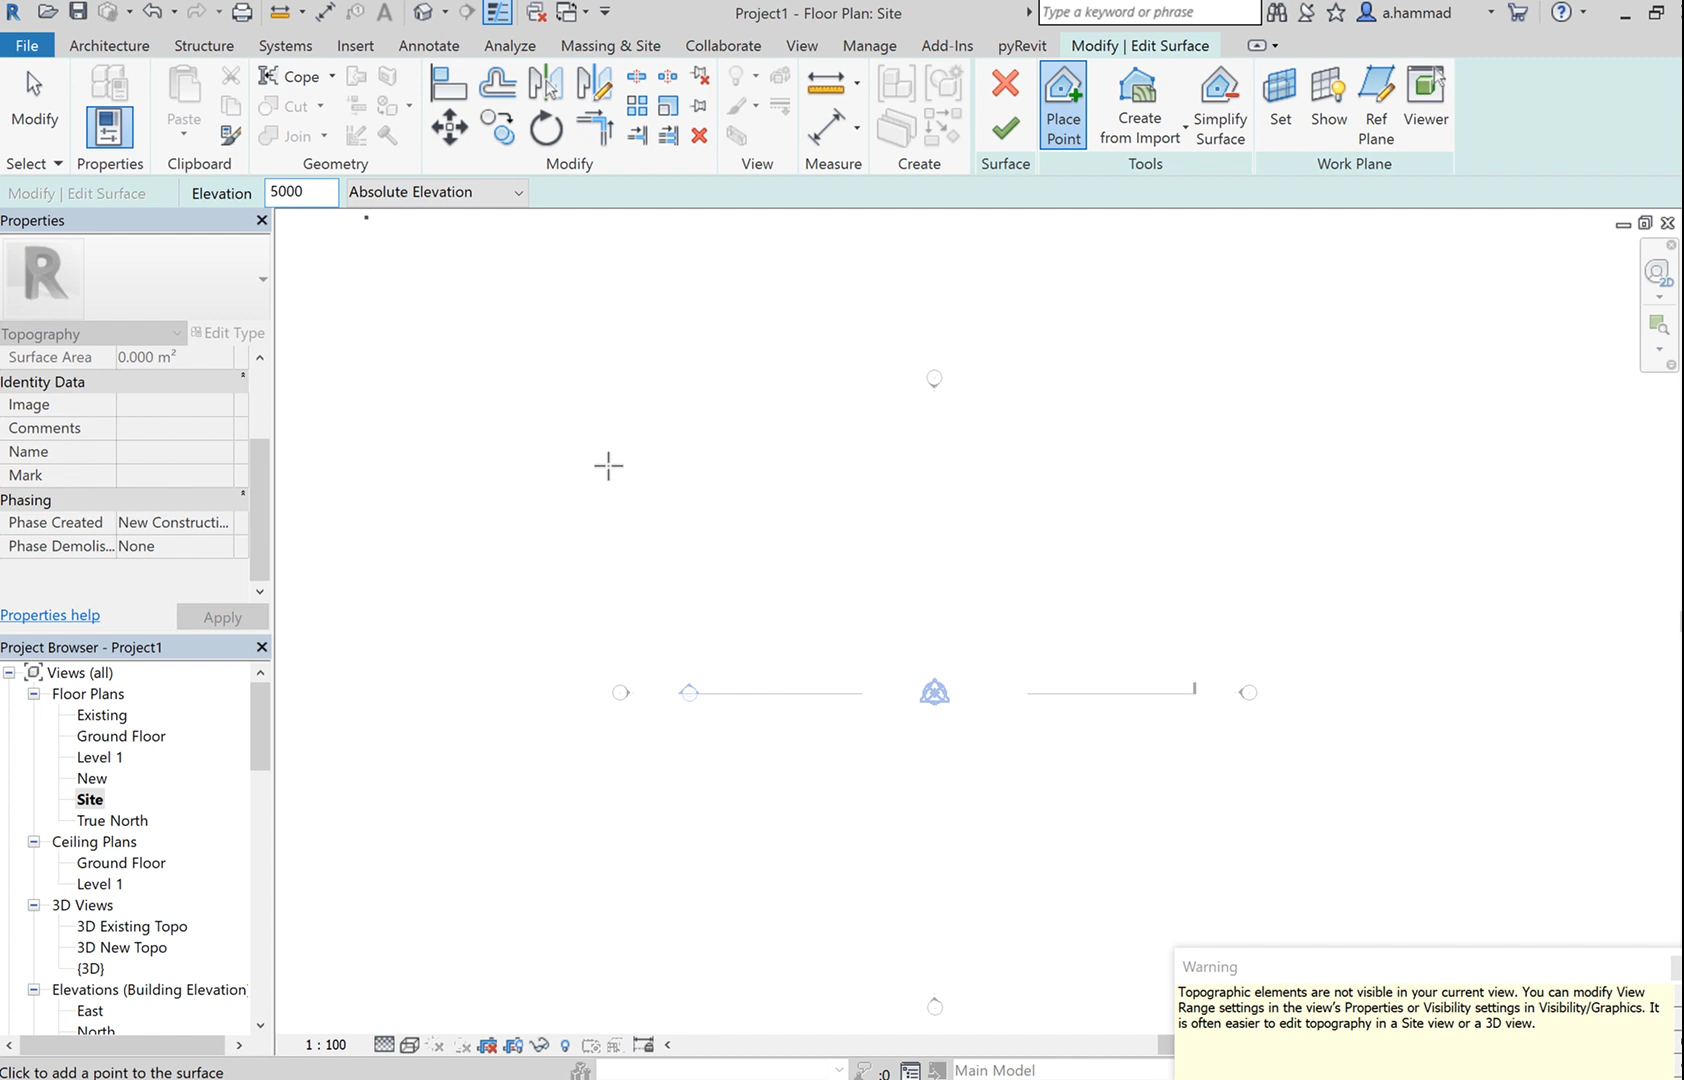 Project1 - Floor Plan: Site
Type a keyword or phrase
a.hammad
File
Architecture
Structure
Systems
Insert
Annotate
Analyze
Massing & Site
Collaborate
View
Manage
Add-Ins
pyRevit
Modify | Edit Surface
Modify
Paste
Cope
Cut
Join
Place
Point
Create
from Import
Simplify
Surface
Set
Show
Ref
Plane
Viewer
Select
Properties
Clipboard
Geometry
Modify
View
Measure
Create
Surface
Tools
Work Plane
Modify | Edit Surface
Elevation
5000
Absolute Elevation
Properties
R
Topography
Edit Type
Surface Area 0.000 m²
Identity Data
Image
Comments
Name
Mark
Phasing
Phase Created New Constructi...
Phase Demolis... None
Properties help
Apply
Project Browser - Project1
Views (all)
Floor Plans
Existing
Ground Floor
Level 1
New
Site
True North
Ceiling Plans
Ground Floor
Level 1
3D Views
3D Existing Topo
3D New Topo
{3D}
Elevations (Building Elevation)
East
North
2D
1 : 100
Warning
Topographic elements are not visible in your current view. You can modify View
Range settings in the view's Properties or Visibility settings in Visibility/Graphics. It
is often easier to edit topography in a Site view or a 3D view.
Click to add a point to the surface
:0
Main Model